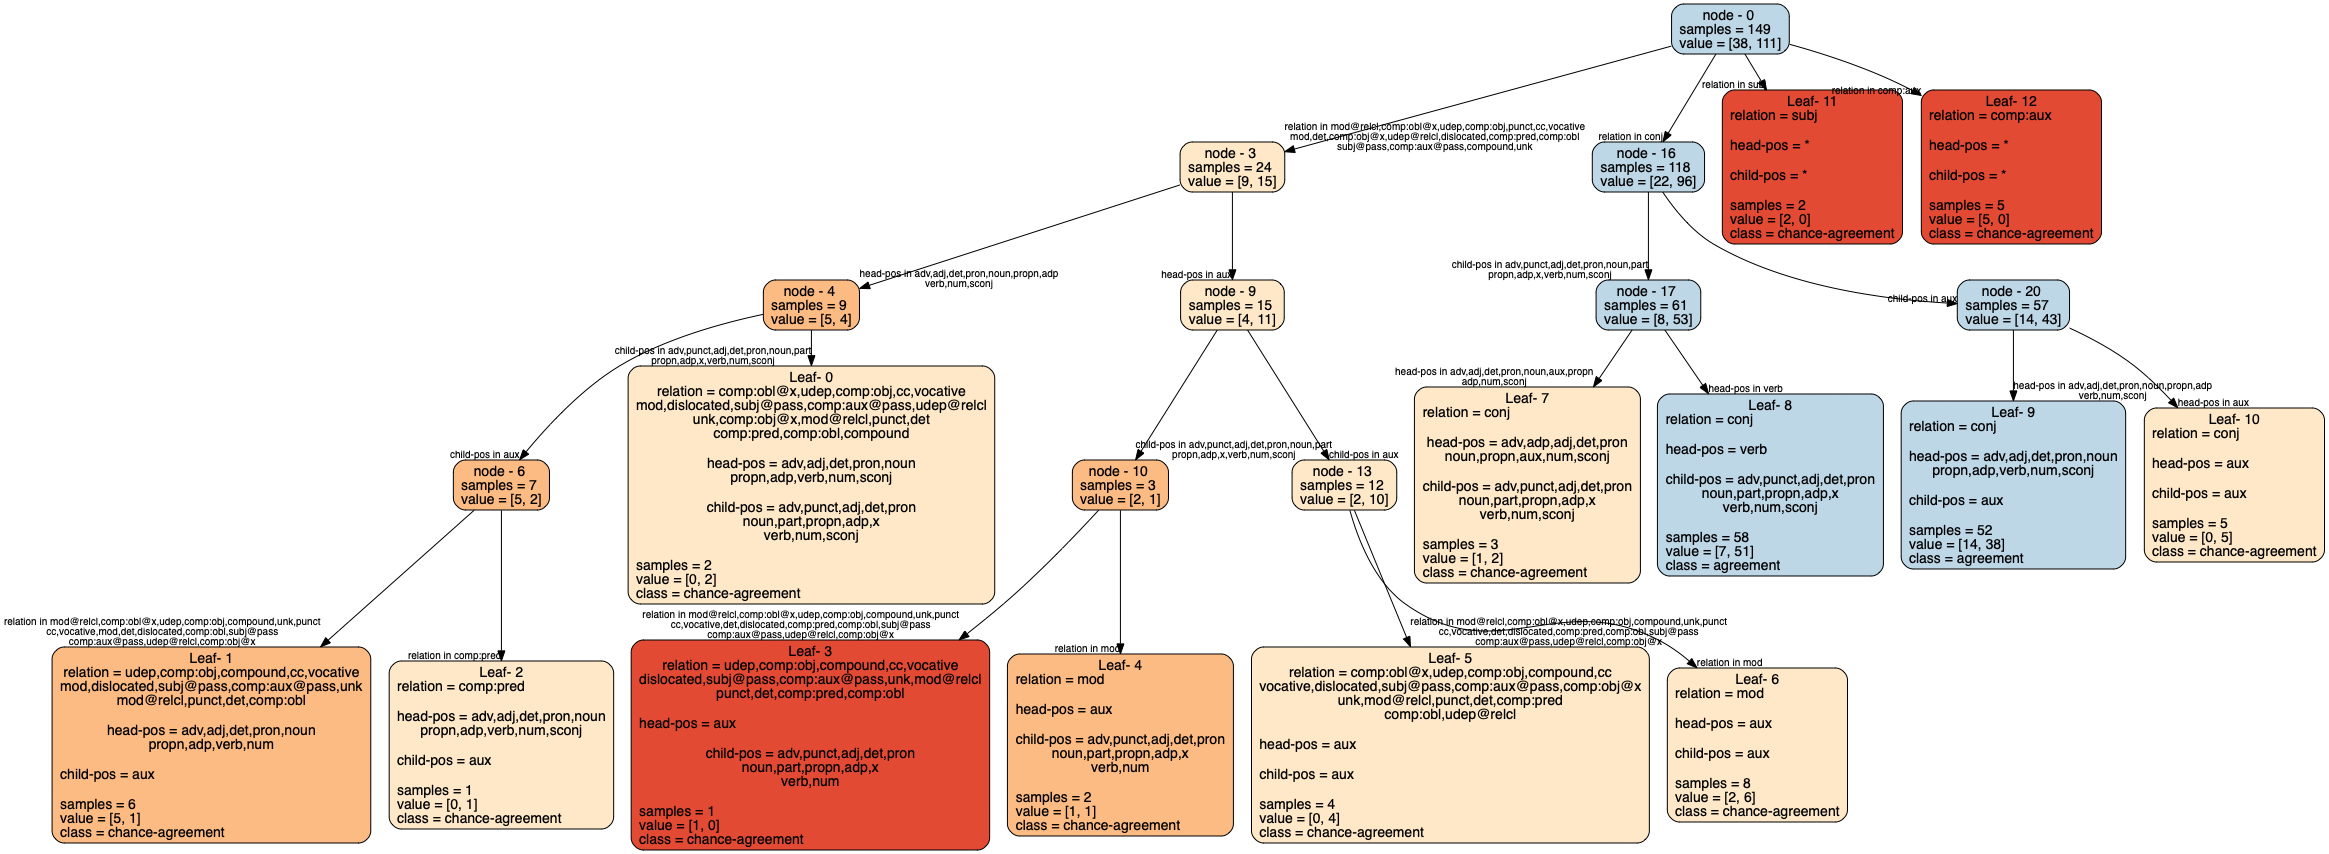 node - 0
samples = 149
value = [38, 111]
relation in subj
relation in comp:aux
Leaf- 11
relation = subj
head-pos = *
child-pos = *
samples = 2
value = [2, 0]
class = chance-agreement
Leaf- 12
relation = comp:aux
head-pos = *
child-pos = *
samples = 5
value = [5, 0]
class = chance-agreement
relation in mod@relcl,comp:obl@x,udep,comp:obj,punct,cc,vocative
mod,det,comp:obj@x,udep@relcl,dislocated,comp:pred,comp:obl
subj@pass,comp:aux@pass,compound,unk
relation in conj
node - 3
samples = 24
value = [9, 15]
node - 16
samples = 118
value = [22, 96]
head-pos in adv,adj,det,pron,noun,propn,adp
verb,num,sconj
head-pos in aux
child-pos in adv,punct,adj,det,pron,noun,part
propn,adp,x,verb,num,sconj
child-pos in aux
node - 4
samples = 9
value = [5, 4]
node - 9
samples = 15
value = [4, 11]
node - 17
samples = 61
value = [8, 53]
node - 20
samples = 57
value = [14, 43]
child-pos in adv,punct,adj,det,pron,noun,part
propn,adp,x,verb,num,sconj
Leaf- 0
relation = comp:obl@x,udep,comp:obj,cc,vocative
mod,dislocated,subj@pass,comp:aux@pass,udep@relcl
unk,comp:obj@x,mod@relcl,punct,det
comp:pred,comp:obl,compound
head-pos = adv,adj,det,pron,noun
propn,adp,verb,num,sconj
child-pos = adv,punct,adj,det,pron
noun,part,propn,adp,x
verb,num,sconj
samples = 2
value = [0, 2]
class = chance-agreement
head-pos in adv,adj,det,pron,noun,aux,propn
adp,num,sconj
Leaf- 7
relation = conj
head-pos = adv,adp,adj,det,pron
noun,propn,aux,num,sconj
child-pos = adv,punct,adj,det,pron
noun,part,propn,adp,x
verb,num,sconj
samples = 3
value = [1, 2]
class = chance-agreement
head-pos in verb
Leaf- 8
relation = conj
head-pos = verb
child-pos = adv,punct,adj,det,pron
noun,part,propn,adp,x
verb,num,sconj
samples = 58
value = [7, 51]
class = agreement
head-pos in adv,adj,det,pron,noun,propn,adp
verb,num,sconj
Leaf- 9
relation = conj
head-pos = adv,adj,det,pron,noun
propn,adp,verb,num,sconj
child-pos = aux
samples = 52
value = [14, 38]
class = agreement
head-pos in aux
Leaf- 10
relation = conj
head-pos = aux
child-pos = aux
samples = 5
value = [0, 5]
class = chance-agreement
child-pos in aux
node - 6
samples = 7
value = [5, 2]
child-pos in adv,punct,adj,det,pron,noun,part
propn,adp,x,verb,num,sconj
node - 10
samples = 3
value = [2, 1]
child-pos in aux
node - 13
samples = 12
value = [2, 10]
relation in mod@relcl,comp:obl@x,udep,comp:obj,compound,unk,punct
cc,vocative,mod,det,dislocated,comp:obl,subj@pass
comp:aux@pass,udep@relcl,comp:obj@x
Leaf- 1
relation = udep,comp:obj,compound,cc,vocative
mod,dislocated,subj@pass,comp:aux@pass,unk
mod@relcl,punct,det,comp:obl
head-pos = adv,adj,det,pron,noun
propn,adp,verb,num
child-pos = aux
samples = 6
value = [5, 1]
class = chance-agreement
relation in comp:pred
Leaf- 2
relation = comp:pred
head-pos = adv,adj,det,pron,noun
propn,adp,verb,num,sconj
child-pos = aux
samples = 1
value = [0, 1]
class = chance-agreement
relation in mod@relcl,comp:obl@x,udep,comp:obj,compound,unk,punct
cc,vocative,det,dislocated,comp:pred,comp:obl,subj@pass
comp:aux@pass,udep@relcl,comp:obj@x
Leaf- 3
relation = udep,comp:obj,compound,cc,vocative
dislocated,subj@pass,comp:aux@pass,unk,mod@relcl
punct,det,comp:pred,comp:obl
head-pos = aux
child-pos = adv,punct,adj,det,pron
noun,part,propn,adp,x
verb,num
samples = 1
value = [1, 0]
class = chance-agreement
relation in mod
Leaf- 4
relation = mod
head-pos = aux
child-pos = adv,punct,adj,det,pron
noun,part,propn,adp,x
verb,num
samples = 2
value = [1, 1]
class = chance-agreement
relation in mod@relcl,comp:obl@x,udep,comp:obj,compound,unk,punct
cc,vocative,det,dislocated,comp:pred,comp:obl,subj@pass
comp:aux@pass,udep@relcl,comp:obj@x
Leaf- 5
relation = comp:obl@x,udep,comp:obj,compound,cc
vocative,dislocated,subj@pass,comp:aux@pass,comp:obj@x
unk,mod@relcl,punct,det,comp:pred
comp:obl,udep@relcl
head-pos = aux
child-pos = aux
samples = 4
value = [0, 4]
class = chance-agreement
relation in mod
Leaf- 6
relation = mod
head-pos = aux
child-pos = aux
samples = 8
value = [2, 6]
class = chance-agreement